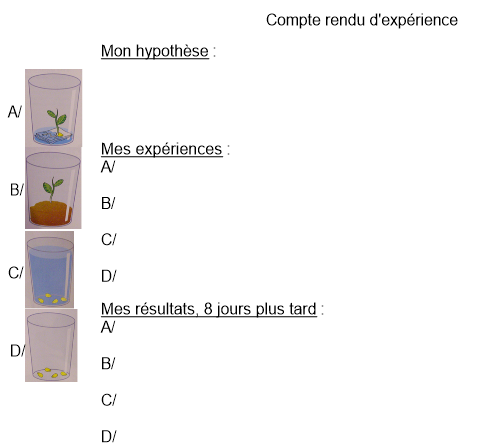 Compte rendu d'expérience
Mon hypothèse :
A/
Mes expériences :
A/
B/
B/
C/
C/
D/
Mes résultats, 8 jours plus tard :
A/
D/
B/
C/
D/